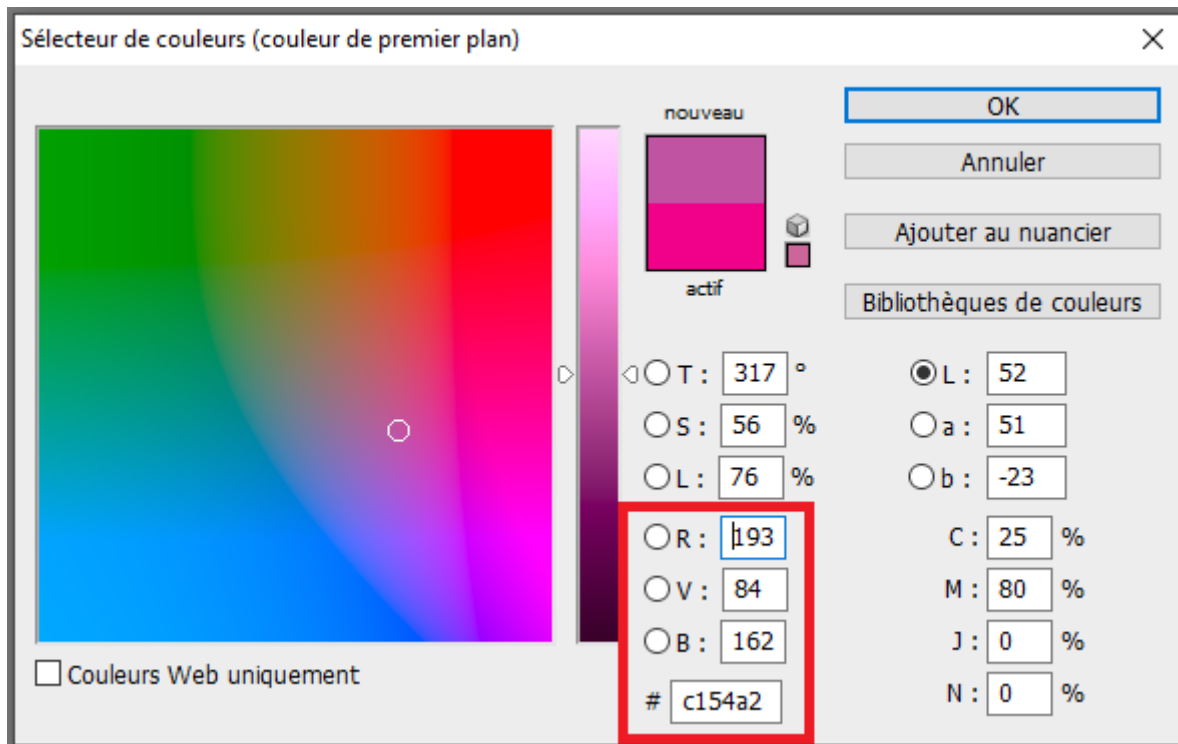 Sélecteur de couleurs (couleur de premier plan)
nouveau
actif
OK
Annuler
Ajouter au nuancier
Bibliothèques de couleurs
T : 317 °
S : 56 %
L : 76 %
R : 193
V : 84
B : 162
# c154a2
L : 52
a : 51
b : -23
C : 25 %
M : 80 %
J : 0 %
N : 0 %
Couleurs Web uniquement